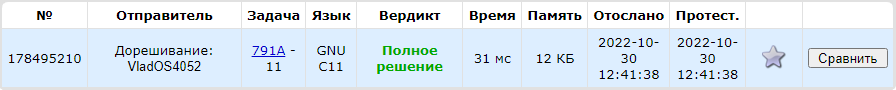 № Отправитель Задача Язык Вердикт Время Память Отослано Протест.
178495210 Дорешивание: VladOS4052 791A - 11 GNU C11 Полное решение 31 мс 12 КБ 2022-10-30 12:41:38 2022-10-30 12:41:38 Сравнить